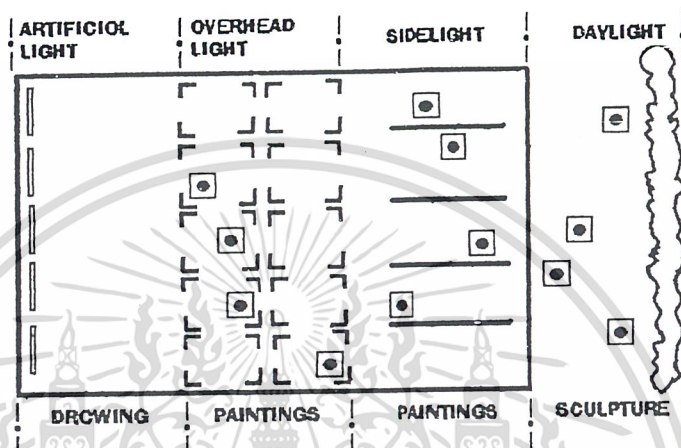 ARTIFICIOL
LIGHT
OVERHEAD
LIGHT
SIDELIGHT
DAYLIGHT
DRCWING
PAINTINGS
PAINTINGS
SCULPTURE